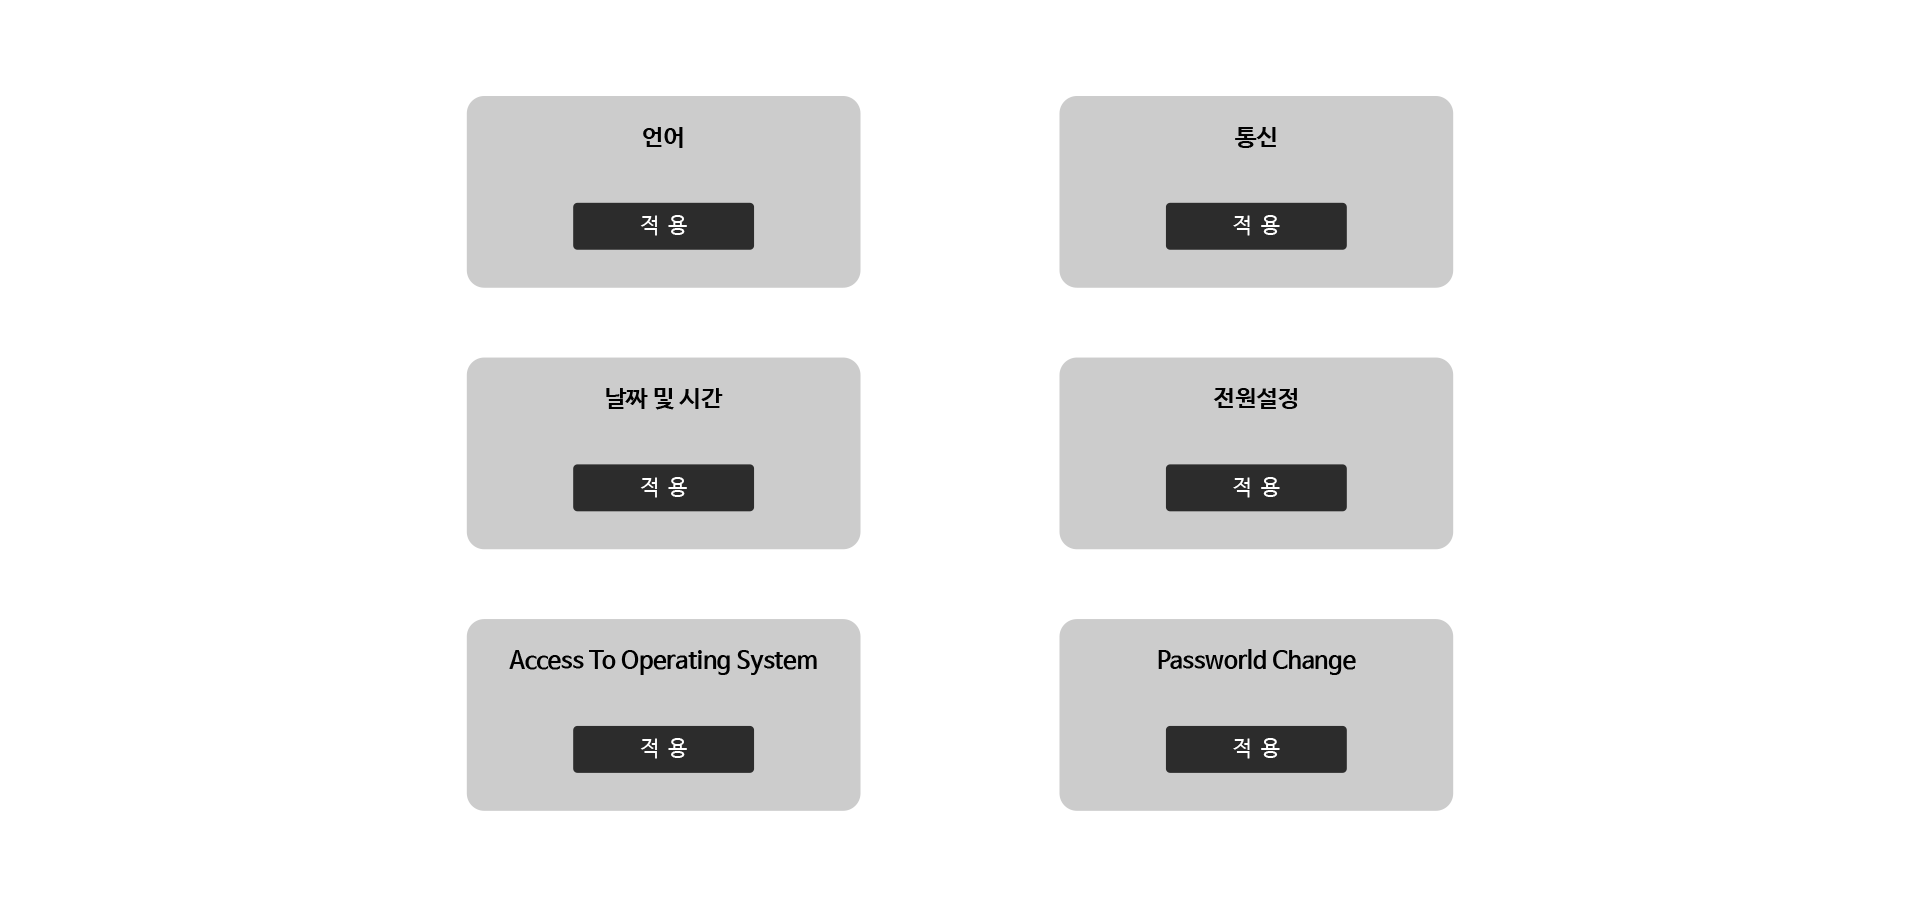 언어
통신
적 용
적 용
날짜 및 시간
전원설정
적 용
적 용
Access To Operating System
Passworld Change
적 용
적 용